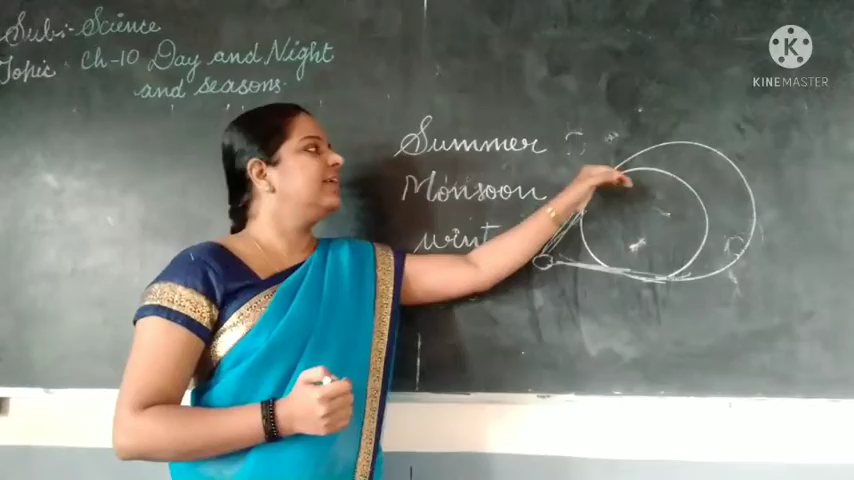 Sub:- Science
Topic : Ch-10 Day and Night
and seasons.
Summer
Monsoon
wint
K
KINEMASTER